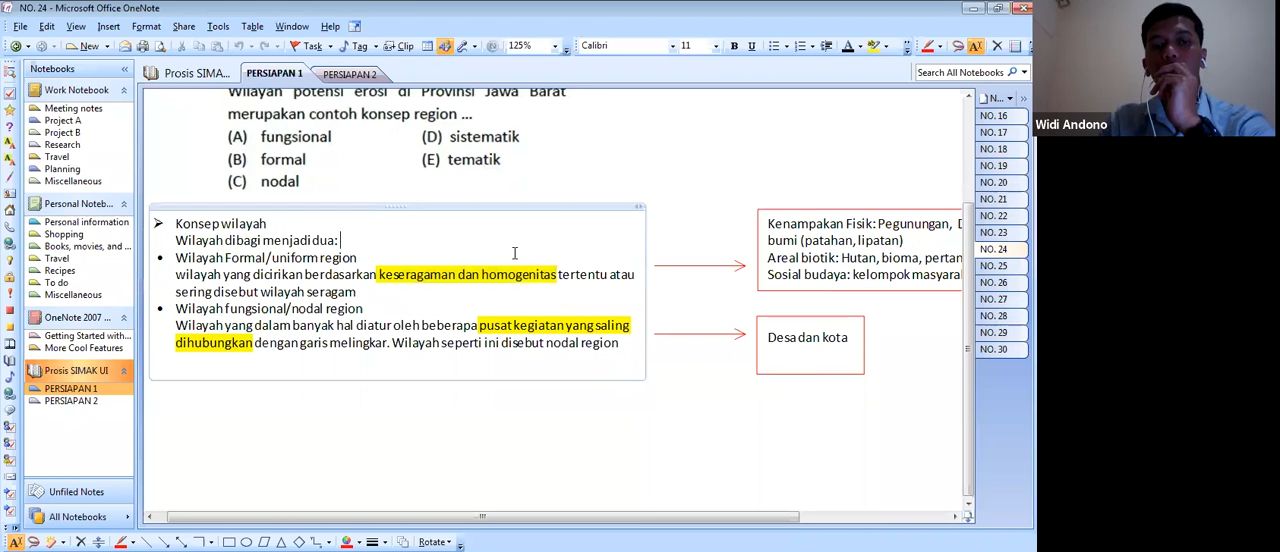 NO. 24 - Microsoft Office OneNote
File Edit View Insert Format Prosis Tools Table Window Help
Back New Task Tag Clip 125% Calibri 11 B U
Notebooks
Prosis SIMA... PERSIAPAN 1 PERSIAPAN 2
Search All Notebooks
Work Notebook
Meeting notes
Project A
Project B
Research
Travel
Planning
Miscellaneous
Personal Noteb...
Personal information
Shopping
Books, movies, and ...
Travel
Recipes
To do
Miscellaneous
OneNote 2007 ...
Getting Started with...
More Cool Features
Prosis SIMAK UI
PERSIAPAN 1
PERSIAPAN 2
Unfiled Notes
All Notebooks
Wilayah potensi erosi di Provinsi Jawa Barat
merupakan contoh konsep region ...
(A) fungsional (D) sistematik
(B) formal (E) tematik
(C) nodal
Konsep wilayah
Wilayah dibagi menjadi dua:
Wilayah Formal/uniform region
wilayah yang dicirikan berdasarkan keseragaman dan homogenitas tertentu atau
sering disebut wilayah seragam
Wilayah fungsional/nodal region
Wilayah yang dalam banyak hal diatur oleh beberapa pusat kegiatan yang saling
dihubungkan dengan garis melingkar. Wilayah seperti ini disebut nodal region
Kenampakan Fisik: Pegunungan, D
bumi (patahan, lipatan)
Areal biotik: Hutan, bioma, pertan
Sosial budaya: kelompok masyara
Desa dan kota
N...
NO. 16
NO. 17
NO. 18
NO. 19
NO. 20
NO. 21
NO. 22
NO. 23
NO. 24
NO. 25
NO. 26
NO. 27
NO. 28
NO. 29
NO. 30
Rotate
Widi Andono